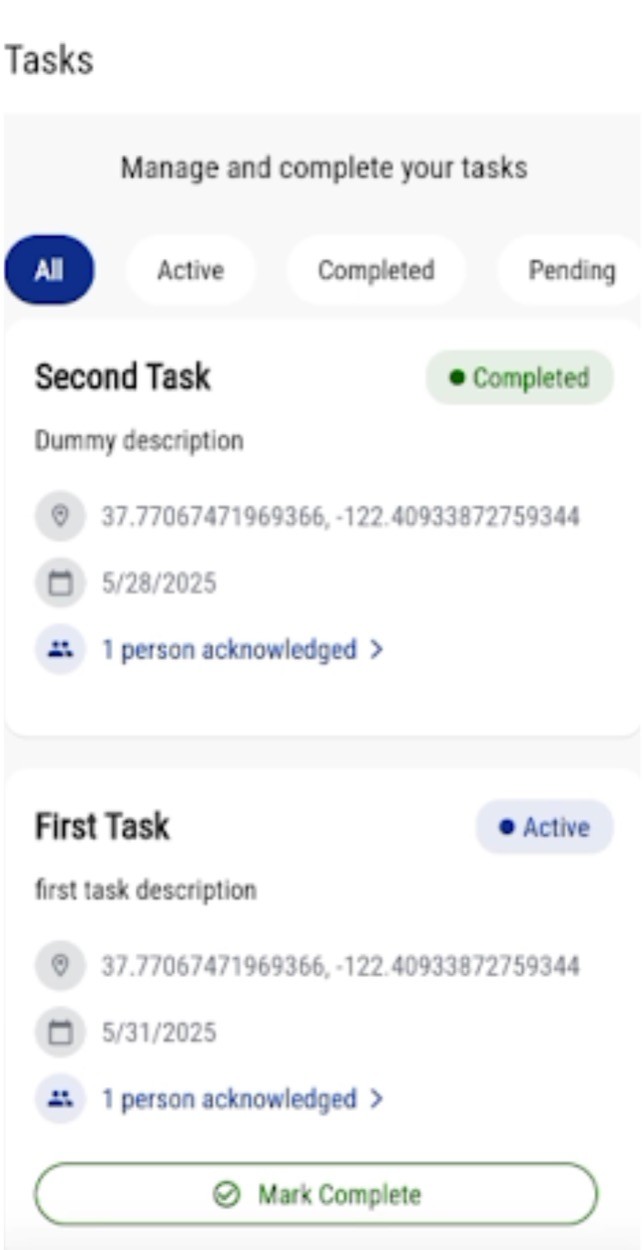 Tasks
Manage and complete your tasks
All Active Completed Pending
Second Task Completed
Dummy description
37.77067471969366, -122.40933872759344
5/28/2025
1 person acknowledged >
First Task Active
first task description
37.77067471969366, -122.40933872759344
5/31/2025
1 person acknowledged >
Mark Complete